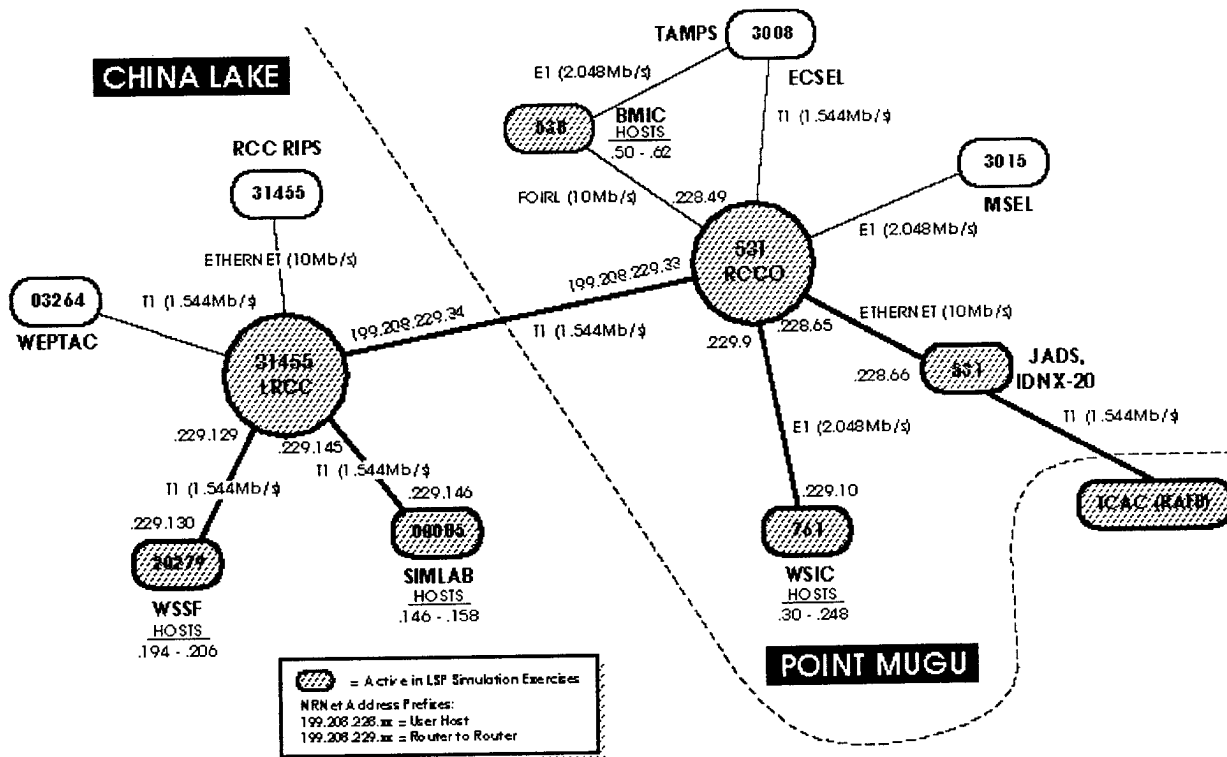 CHINA LAKE
TAMPS
3008
ECSEL
E1 (2.048Mb/s)
T1 (1.544Mb/s)
BMIC
HOSTS
.50 - .62
FOIRL (10Mb/s)
.228.49
3015
MSEL
E1 (2.048Mb/s)
RCC RIPS
31455
ETHERNET (10Mb/s)
03264
WEPTAC
T1 (1.544Mb/s)
31455
199.208.229.34
199.208.229.33
T1 (1.544Mb/s)
531
RCCO
.228.65
ETHERNET (10Mb/s)
.229.9
.228.66
531
JADS,
IDNX-20
T1 (1.544Mb/s)
TCAC (KAFB)
E1 (2.048Mb/s)
.229.10
761
WSIC
HOSTS
.30 - .248
.229.129
.229.145
T1 (1.544Mb/s)
T1 (1.544Mb/s)
.229.130
.229.146
20279
WSSF
HOSTS
.194 - .206
SIMLAB
HOSTS
.146 - .158
POINT MUGU
= Active in LSP Simulation Exercises
NRNet Address Prefixes:
199.208.228.xx = User Host
199.208.229.xx = Router to Router